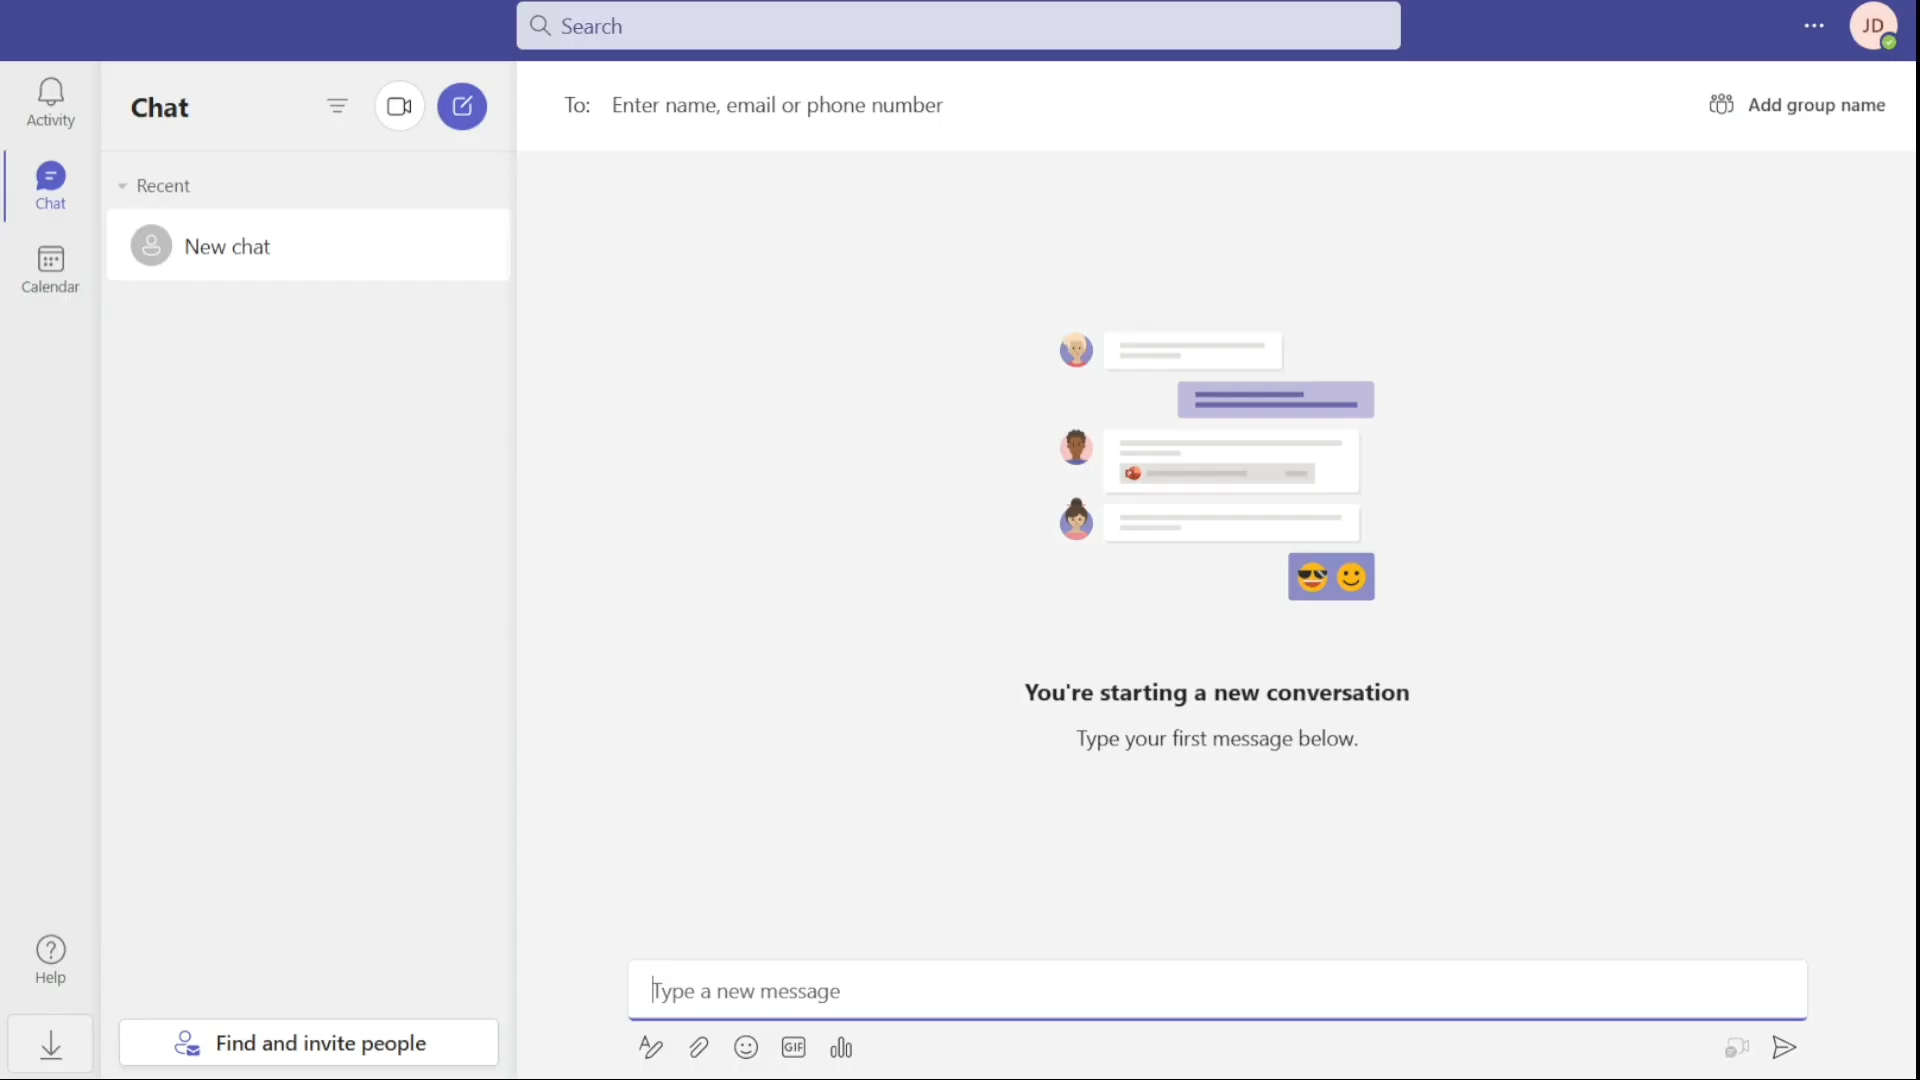 Search
JD
Activity
Chat
Calendar
Help
Chat
Recent
New chat
Find and invite people
To: Enter name, email or phone number
Add group name
You're starting a new conversation
Type your first message below.
Type a new message
GIF